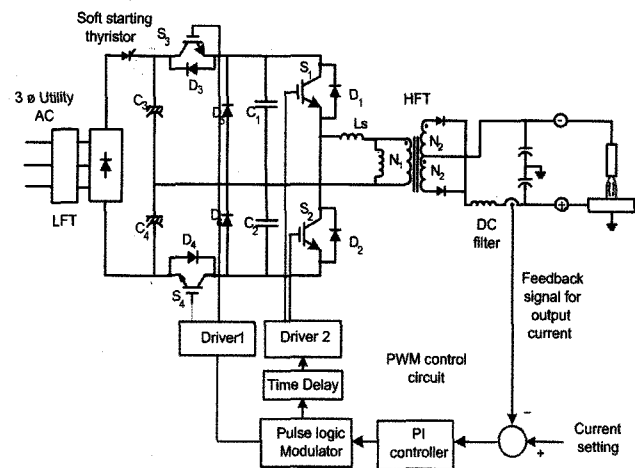 Soft starting
thyristor
S3
D3
3 ø Utility
AC
LFT
C3
C4
D4
S4
C1
C2
S1
D1
S2
D2
Ls
HFT
N1
N2
N2
DC
filter
Driver1
Driver 2
Time Delay
Pulse logic
Modulator
PI
controller
PWM control
circuit
Feedback
signal for
output
current
Current
setting
−
+
−
+